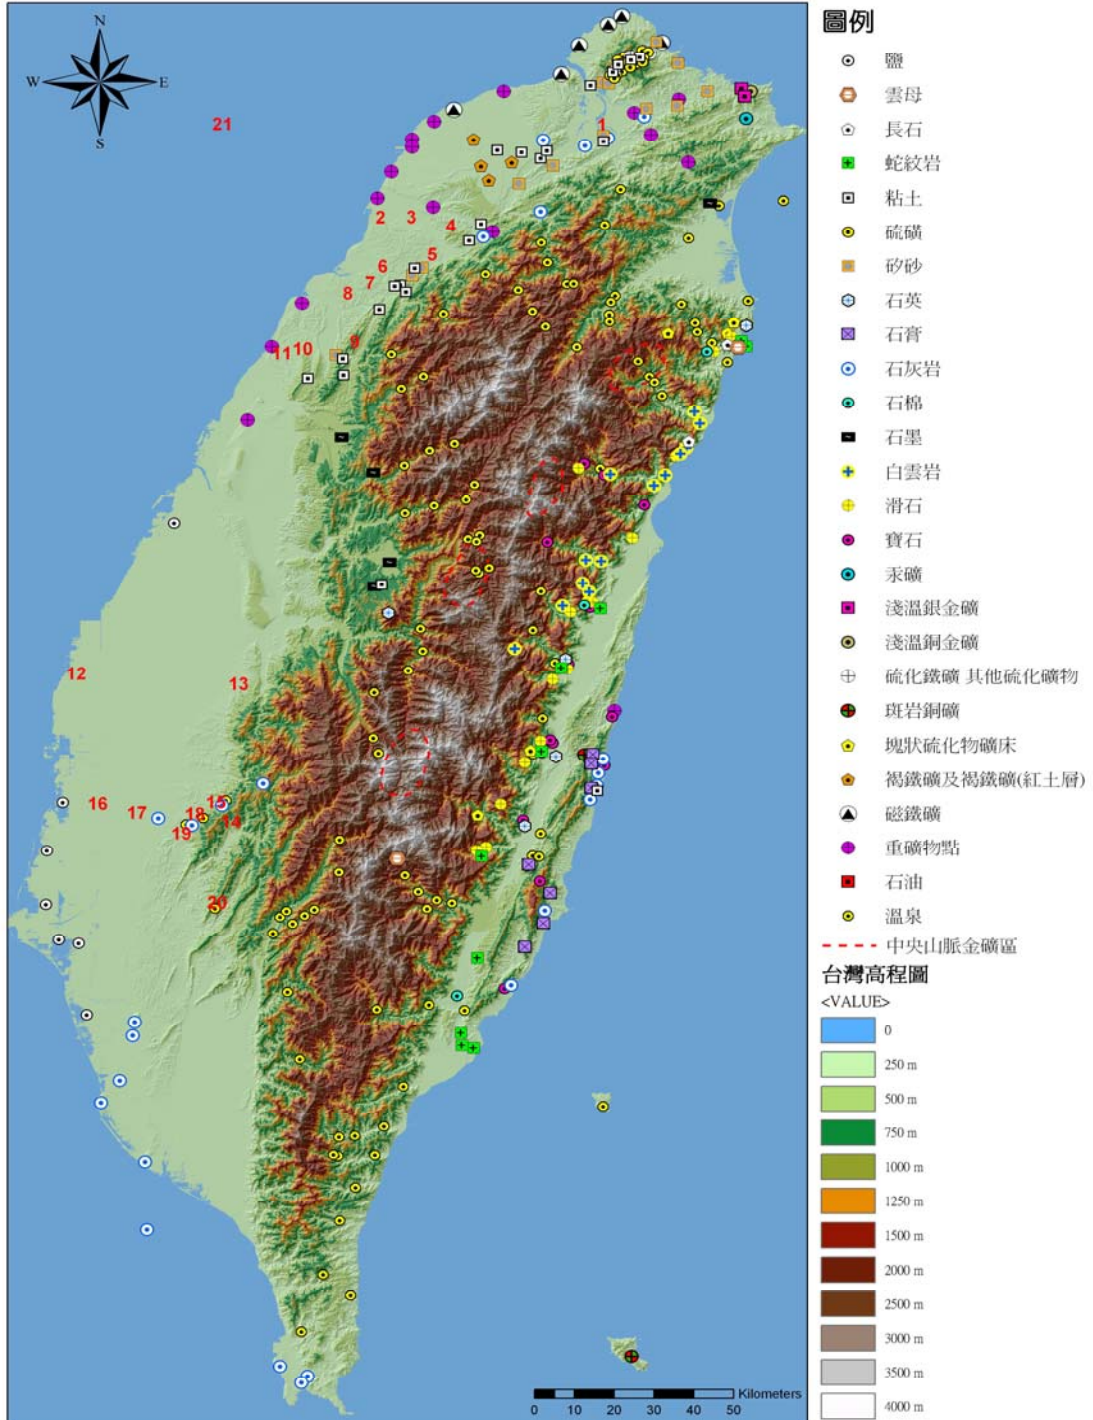 N
W
E
S
21
1
2
3
4
5
6
7
8
9
10
11
12
13
14
15
16
17
18
19
20
Kilometers
0 10 20 30 40 50
圖例
鹽
雲母
長石
蛇紋岩
粘土
硫磺
矽砂
石英
石膏
石灰岩
石棉
石墨
白雲岩
滑石
寶石
汞礦
淺溫銀金礦
淺溫銅金礦
硫化鐵礦 其他硫化礦物
斑岩銅礦
塊狀硫化物礦床
褐鐵礦及褐鐵礦(紅土層)
磁鐵礦
重礦物點
石油
溫泉
中央山脈金礦區
台灣高程圖
<VALUE>
0
250 m
500 m
750 m
1000 m
1250 m
1500 m
2000 m
2500 m
3000 m
3500 m
4000 m